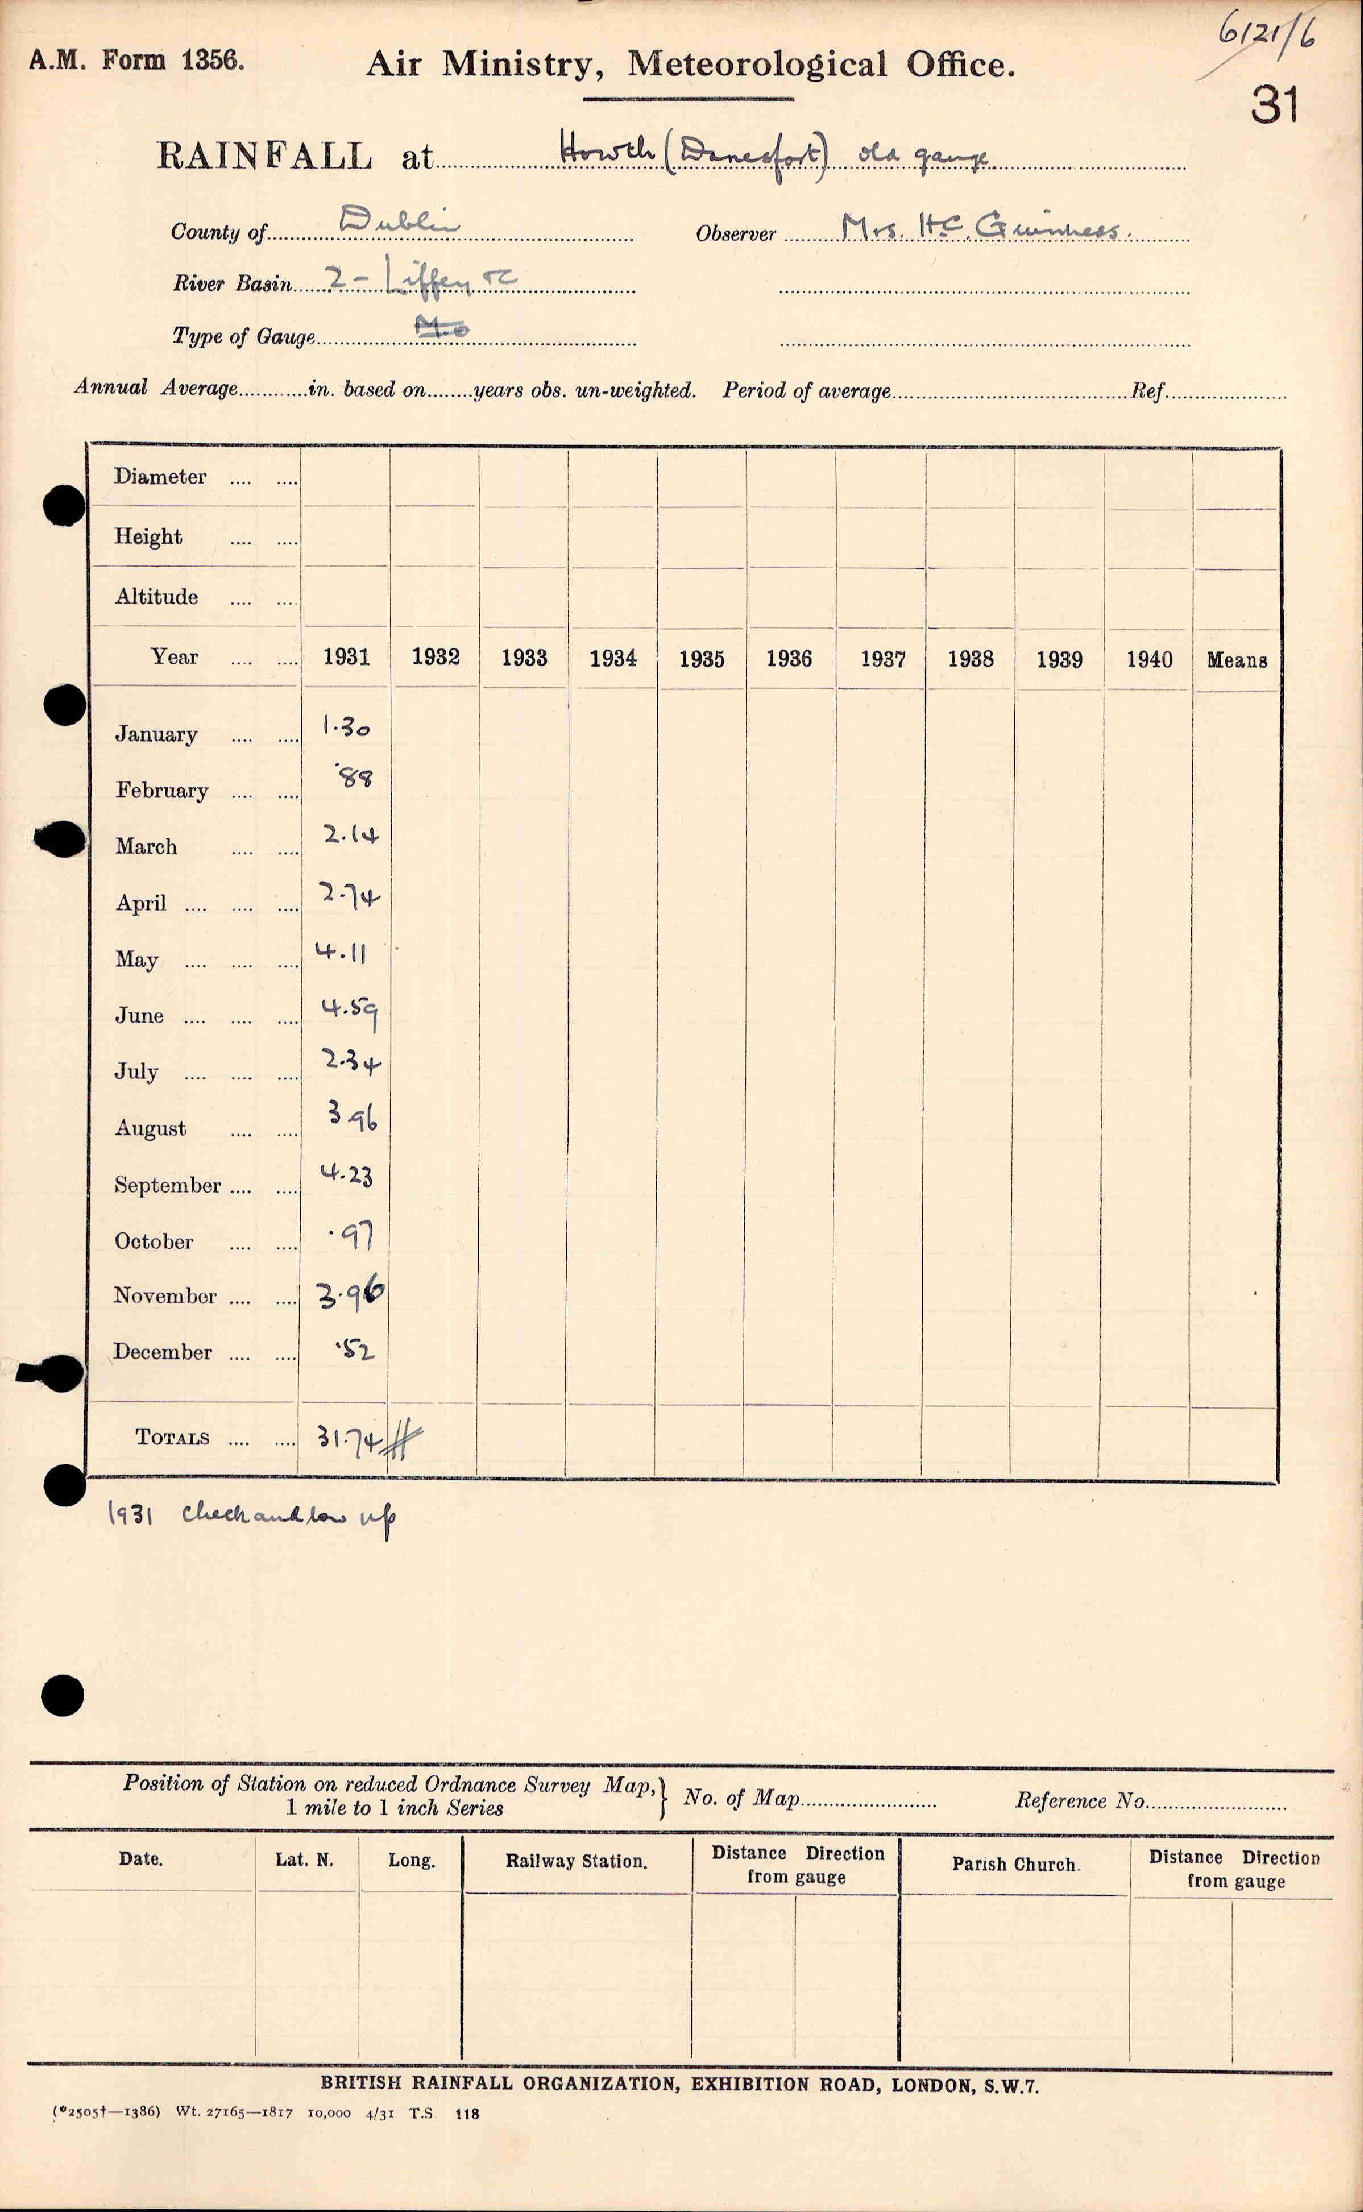 6121/6
A.M. Form 1356.
Air Ministry, Meteorological Office.
31
RAINFALL at Howth (Danesfort) old gauge
County of Dublin Observer Mrs. H.C. Guinness.
River Basin 2 - Liffey &c
Type of Gauge Mo
Annual Average in. based on years obs. un-weighted. Period of average Ref.
Diameter
Height
Altitude
Year 1931 1932 1933 1934 1935 1936 1937 1938 1939 1940 Means
January 1.30
February .88
March 2.14
April 2.74
May 4.11
June 4.59
July 2.34
August 3.96
September 4.23
October .97
November 3.96
December .52
TOTALS 31.74 #
1931 check and low up
Position of Station on reduced Ordnance Survey Map,} No. of Map Reference No.
1 mile to 1 inch Series
Date. Lat. N. Long. Railway Station. Distance Direction from gauge Parish Church. Distance Direction from gauge
BRITISH RAINFALL ORGANIZATION, EXHIBITION ROAD, LONDON, S.W.7.
(*2505†—1386) Wt. 27165—1817 10,000 4/31 T.S. 118